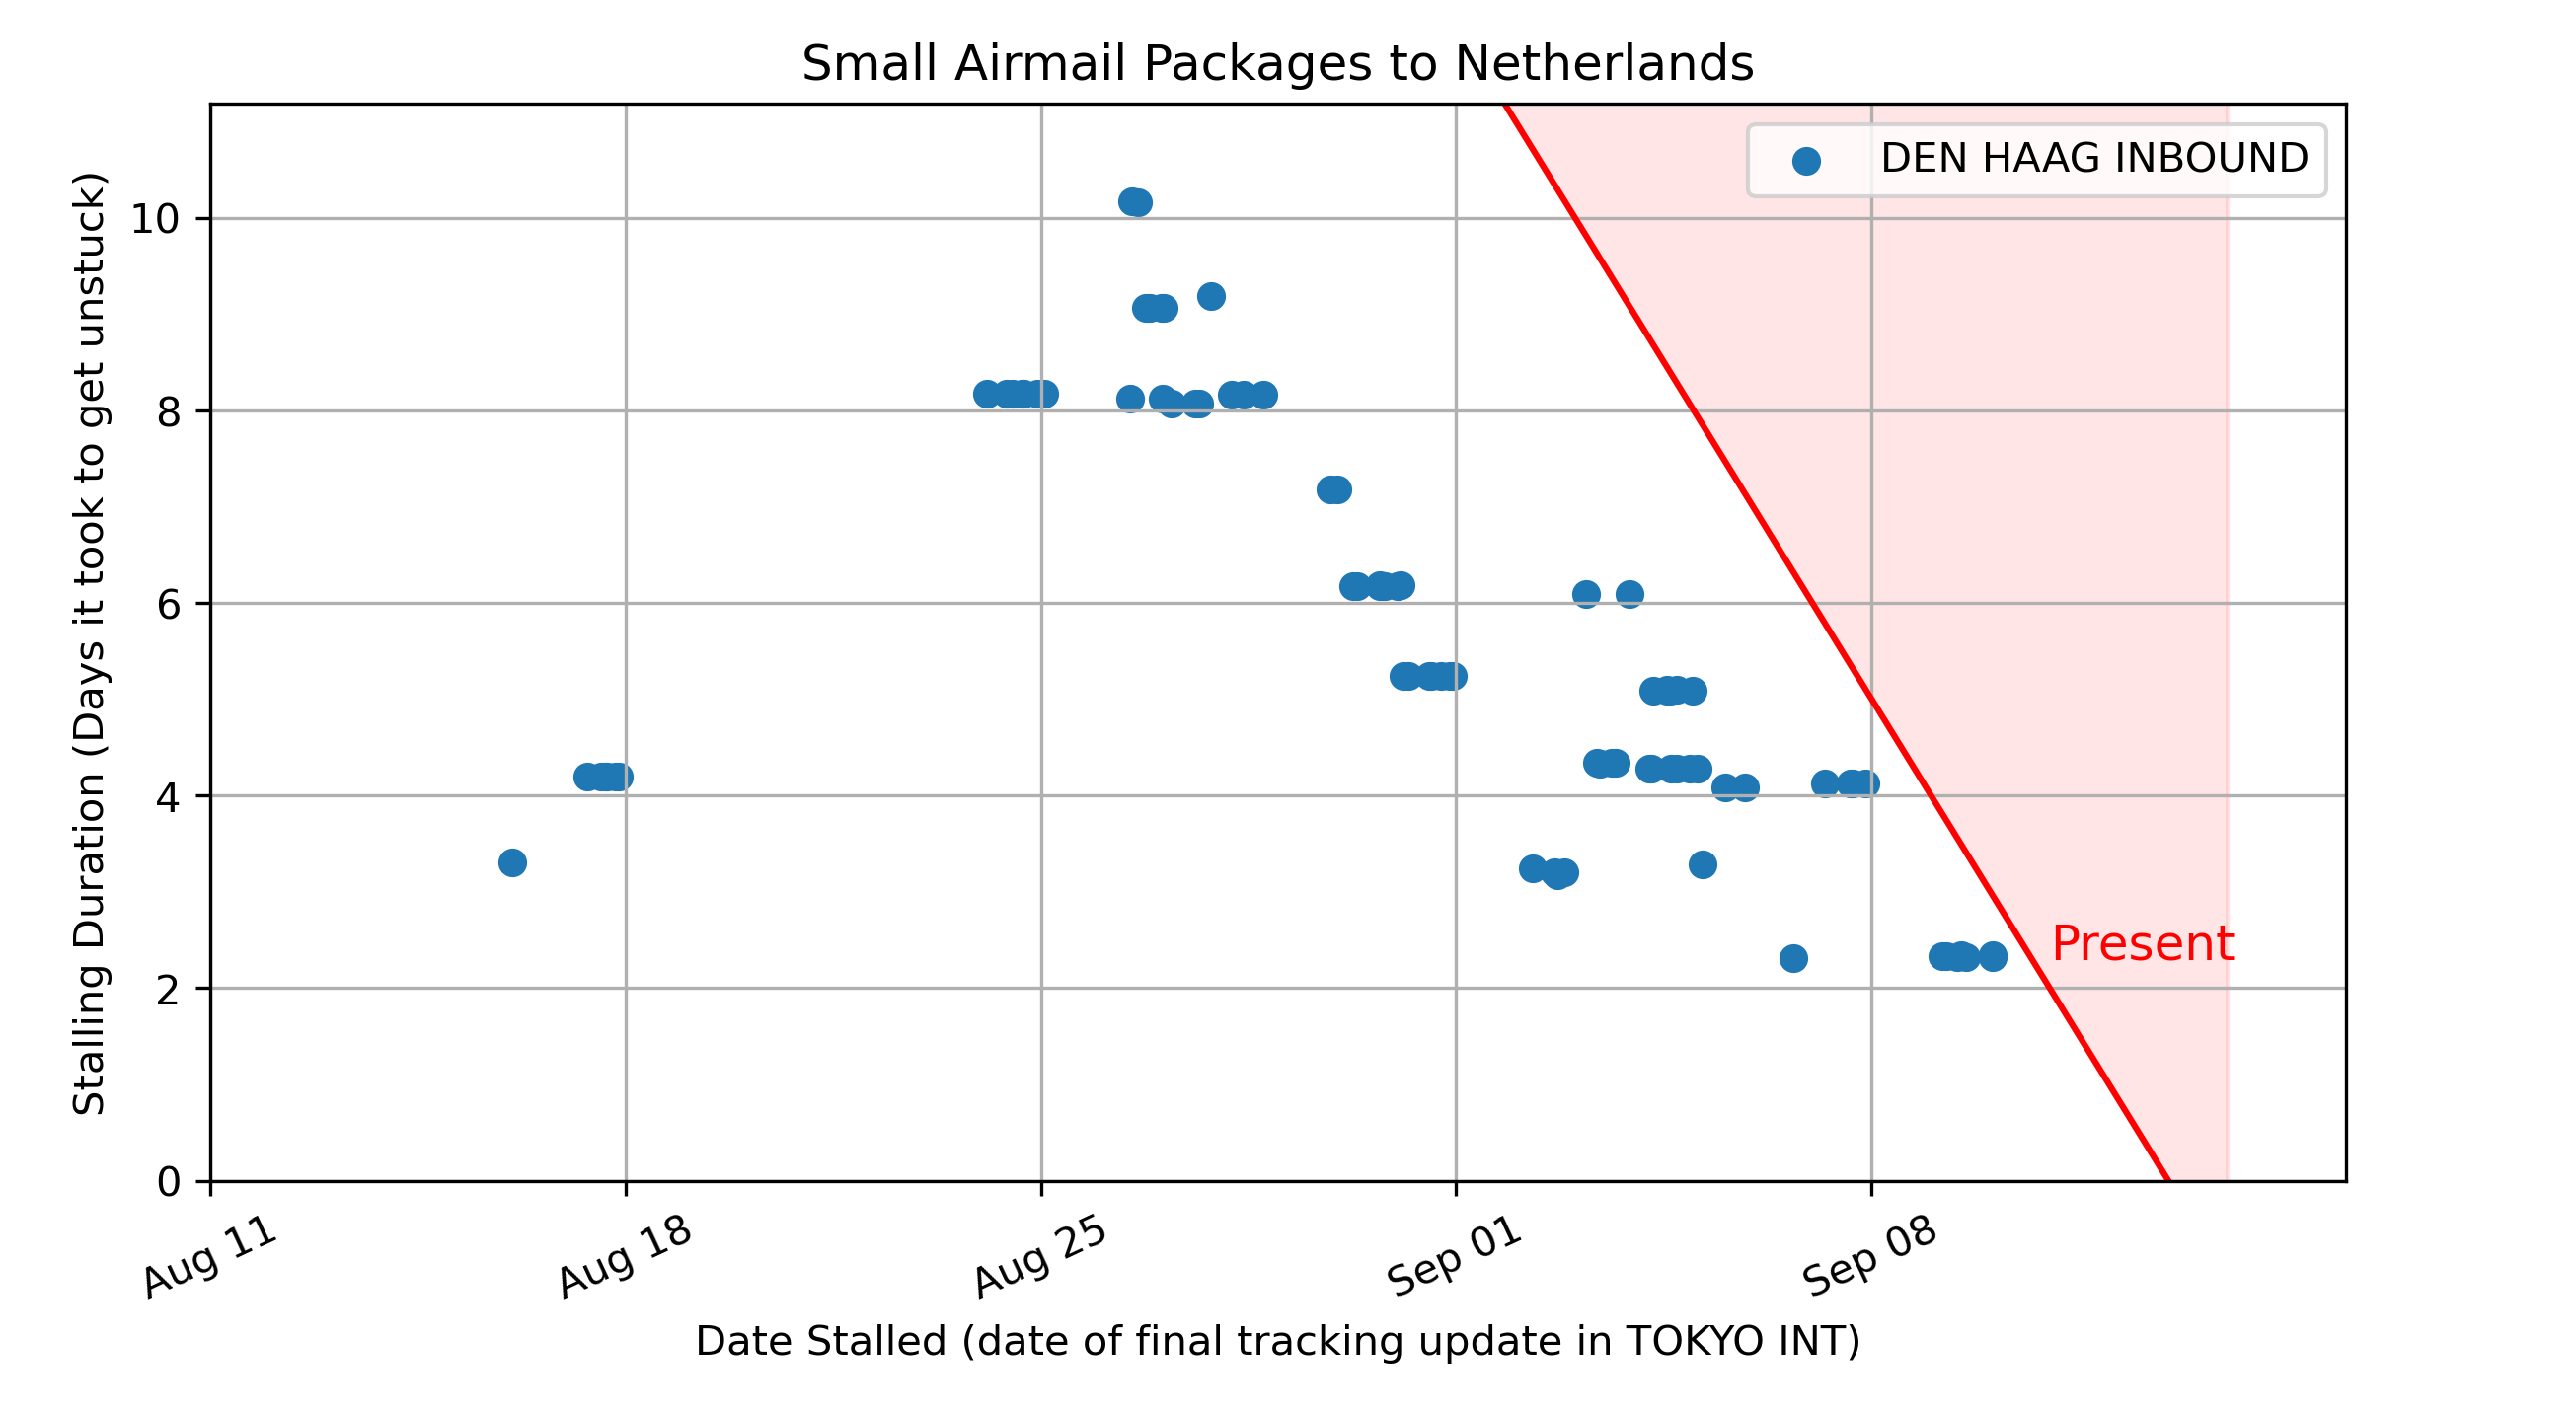 Small Airmail Packages to Netherlands
DEN HAAG INBOUND
Stalling Duration (Days it took to get unstuck)
10
8
6
4
2
0
Present
Aug 11
Aug 18
Aug 25
Sep 01
Sep 08
Date Stalled (date of final tracking update in TOKYO INT)